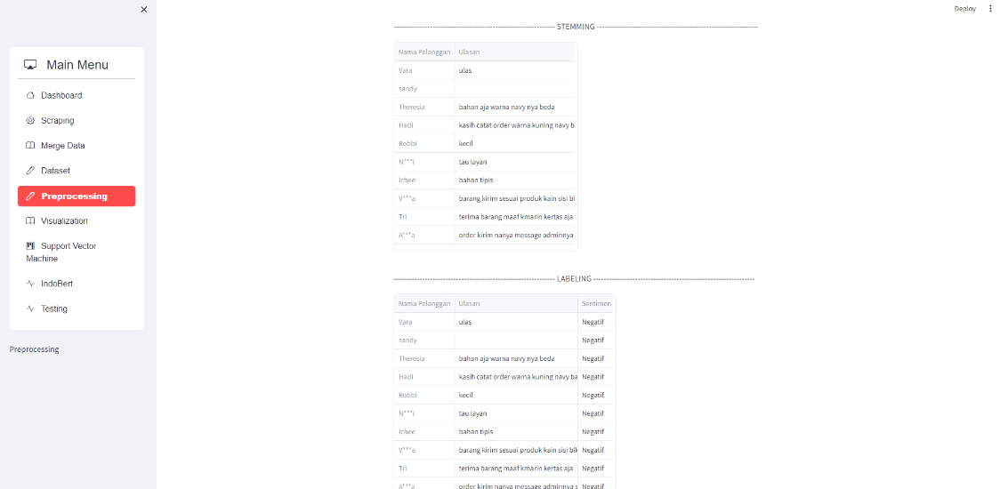 Deploy
Main Menu
Dashboard
Scraping
Merge Data
Dataset
Preprocessing
Visualization
Support Vector
Machine
IndoBert
Testing
Preprocessing
STEMMING
Nama Pelanggan Ulasan
Vara ulas
sandy
Theresia bahan aja warna navy nya beda
Hadi kasih catat order warna kuning navy b
Robbi kecil
N***i tau layan
ichee bahan tipis
V***a barang kirim sesuai produk kain sisi bl
Tri terima barang maaf kmarin kertas aja
A***a order kirim nanya message adminnya
LABELING
Nama Pelanggan Ulasan Sentimen
Vara ulas Negatif
sandy Negatif
Theresia bahan aja warna navy nya beda Negatif
Hadi kasih catat order warna kuning navy ba Negatif
Robbi kecil Negatif
N***i tau layan Negatif
ichee bahan tipis Negatif
V***a barang kirim sesuai produk kain sisi blk Negatif
Tri terima barang maaf kmarin kertas aja Negatif
A***a order kirim nanya message adminnya s Negatif